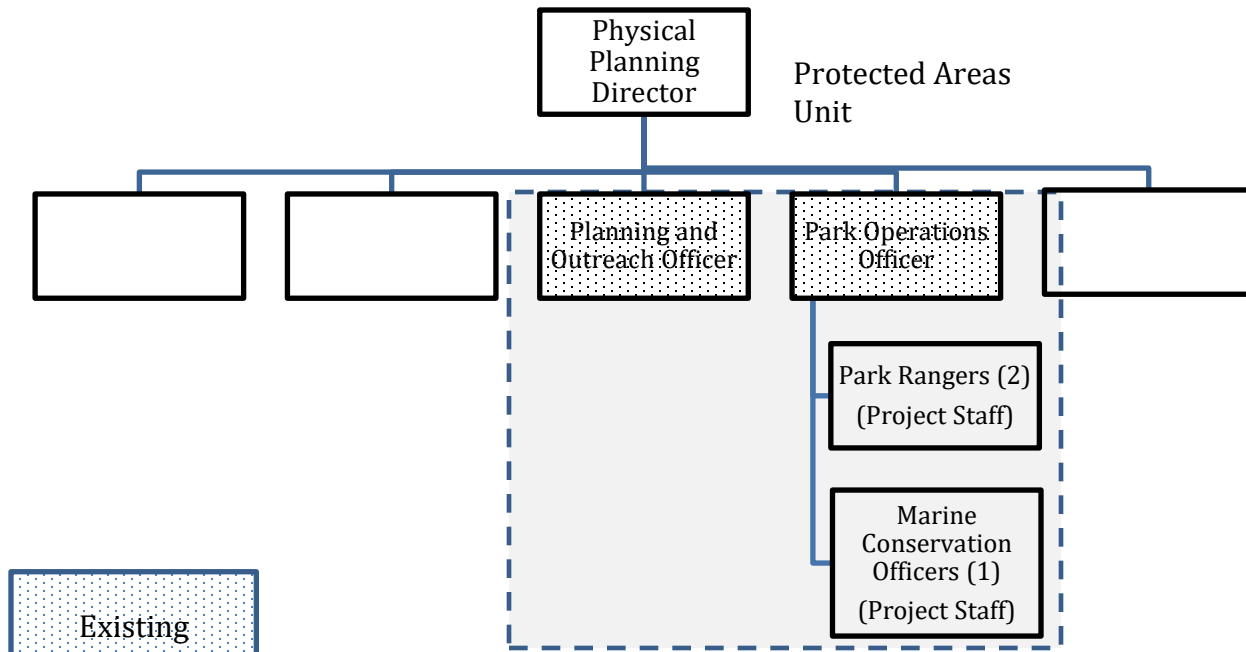 Physical
Planning
Director
Protected Areas
Unit
Planning and
Outreach Officer
Park Operations
Officer
Park Rangers (2)
(Project Staff)
Marine
Conservation
Officers (1)
(Project Staff)
Existing